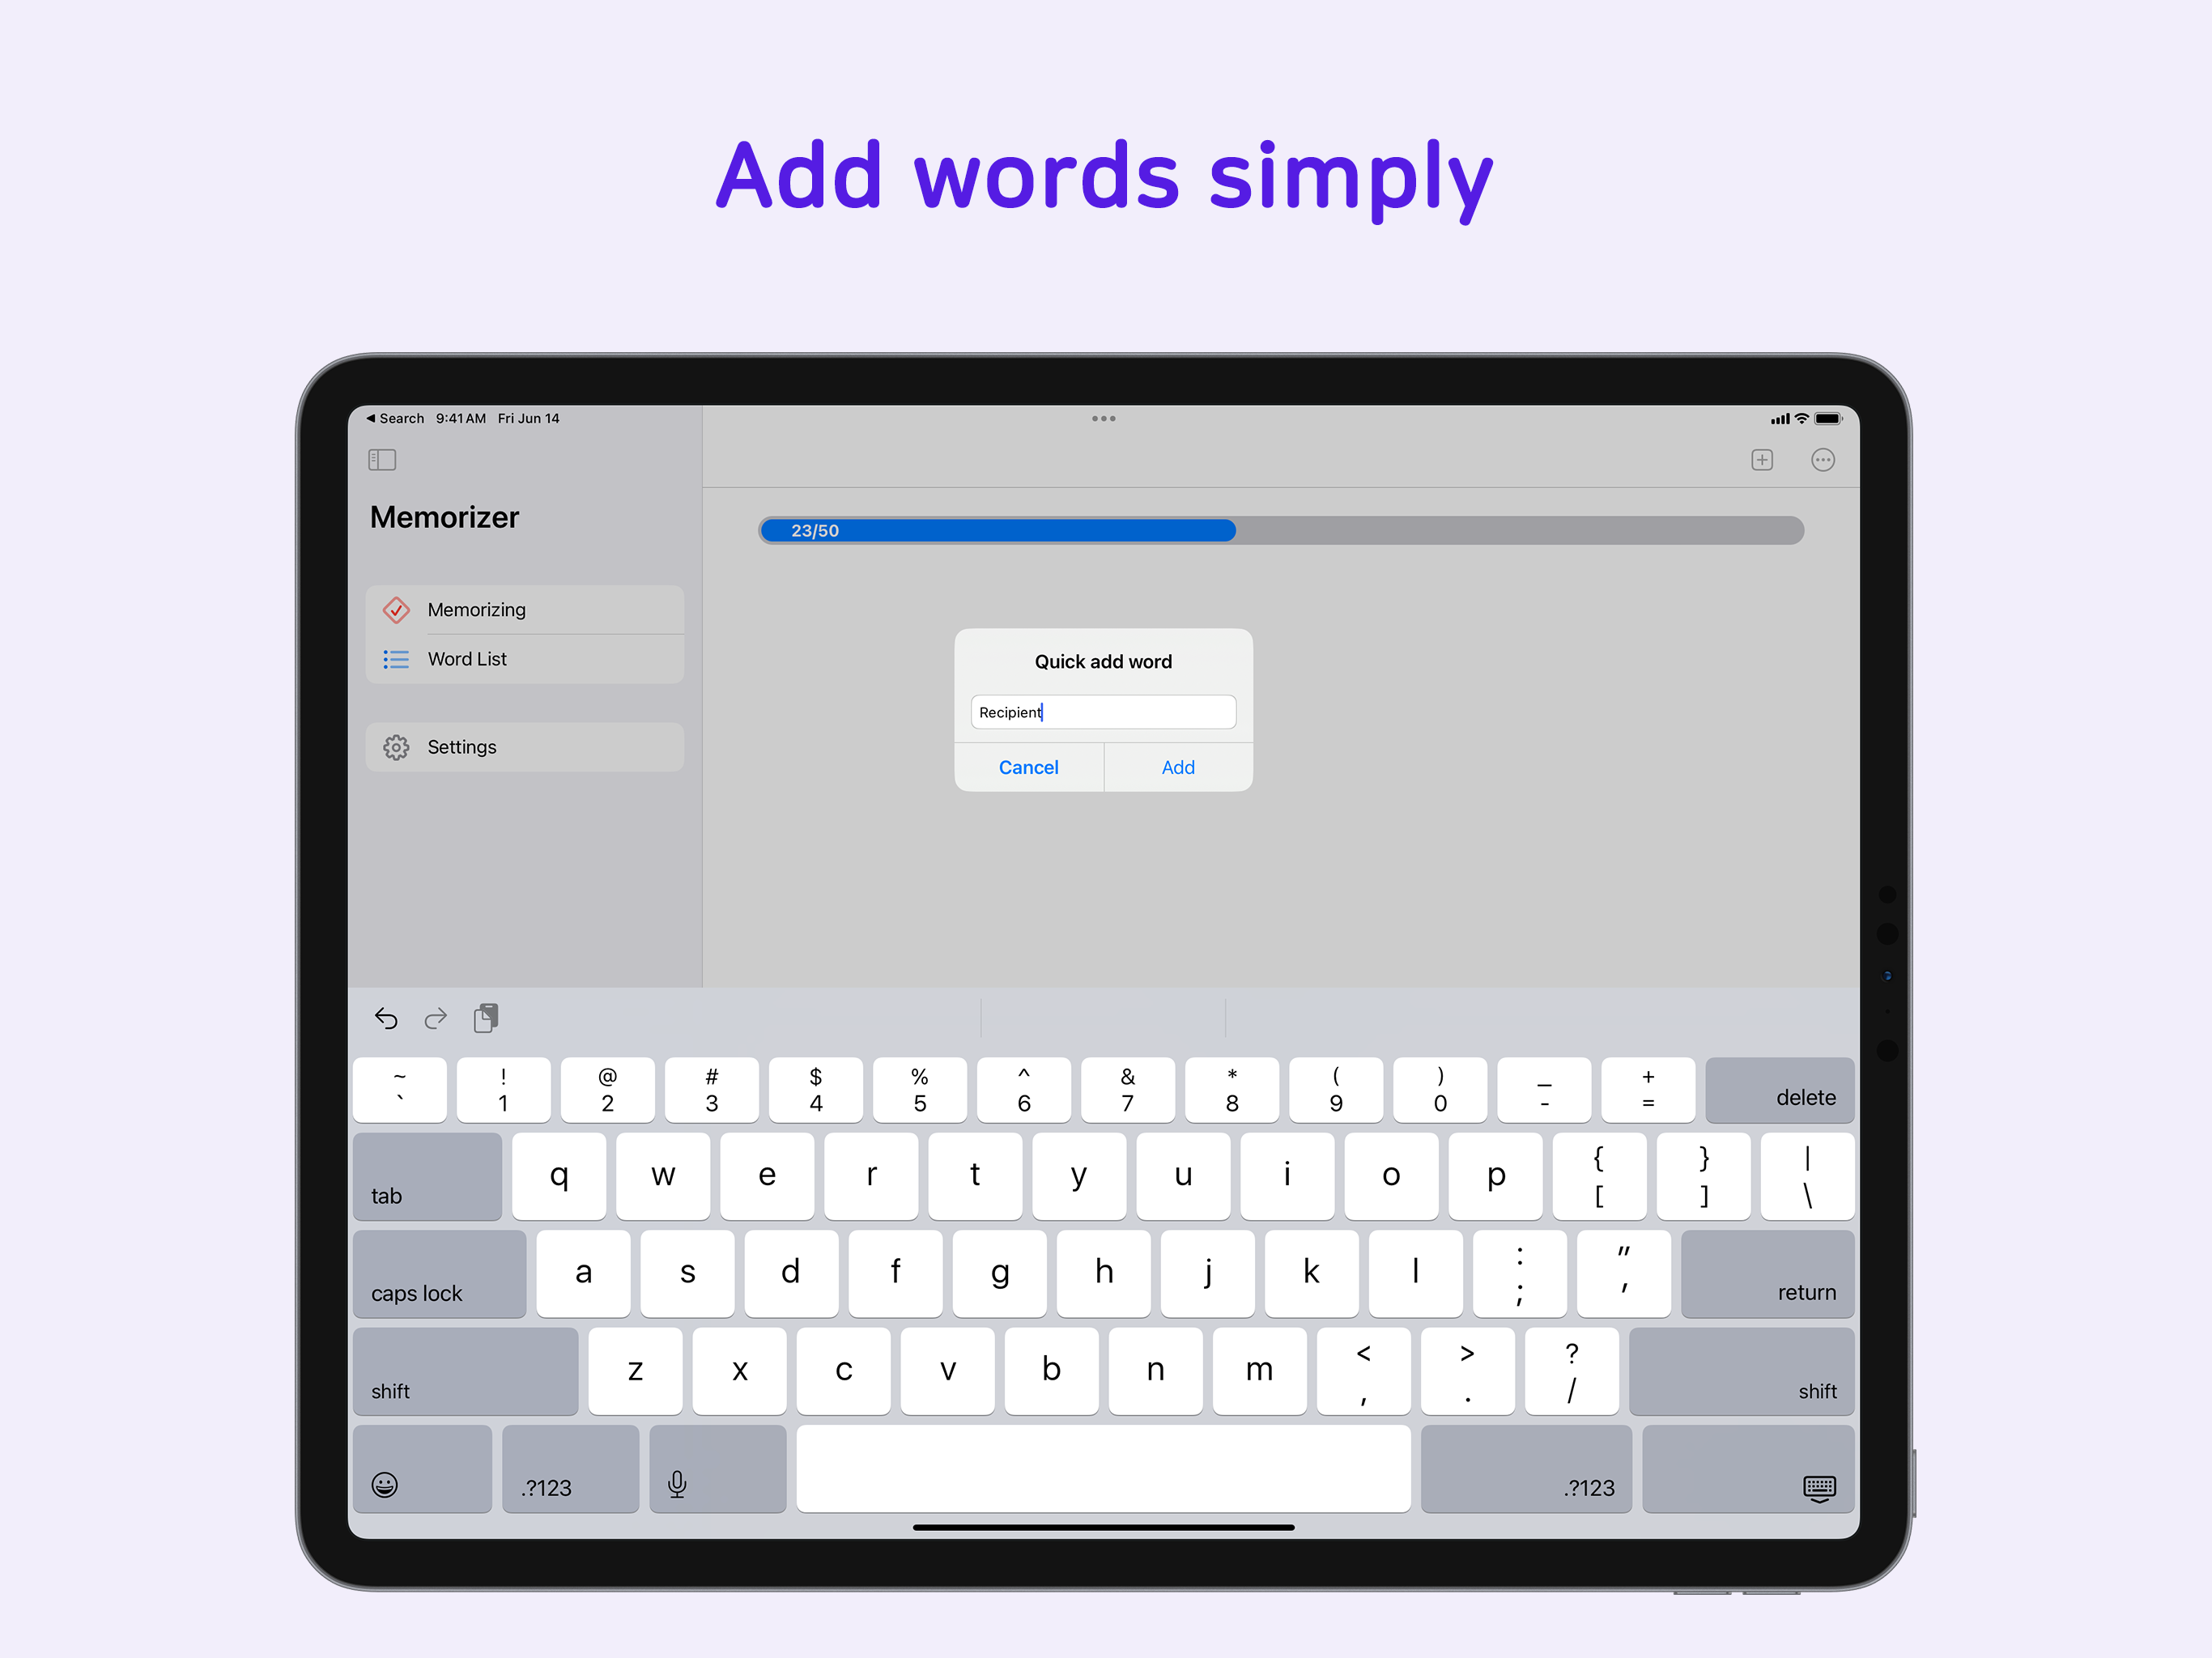 Add words simply
◀ Search 9:41 AM Fri Jun 14
Memorizer
23/50
Memorizing
Word List
Settings
Quick add word
Recipient
Cancel Add
~ ! @ # $ % ^ & * ( ) _ +
` 1 2 3 4 5 6 7 8 9 0 - = delete
tab q w e r t y u i o p { [ } ] | \
caps lock a s d f g h j k l : ; " ' return
shift z x c v b n m < , > . ? / shift
.?123 .?123